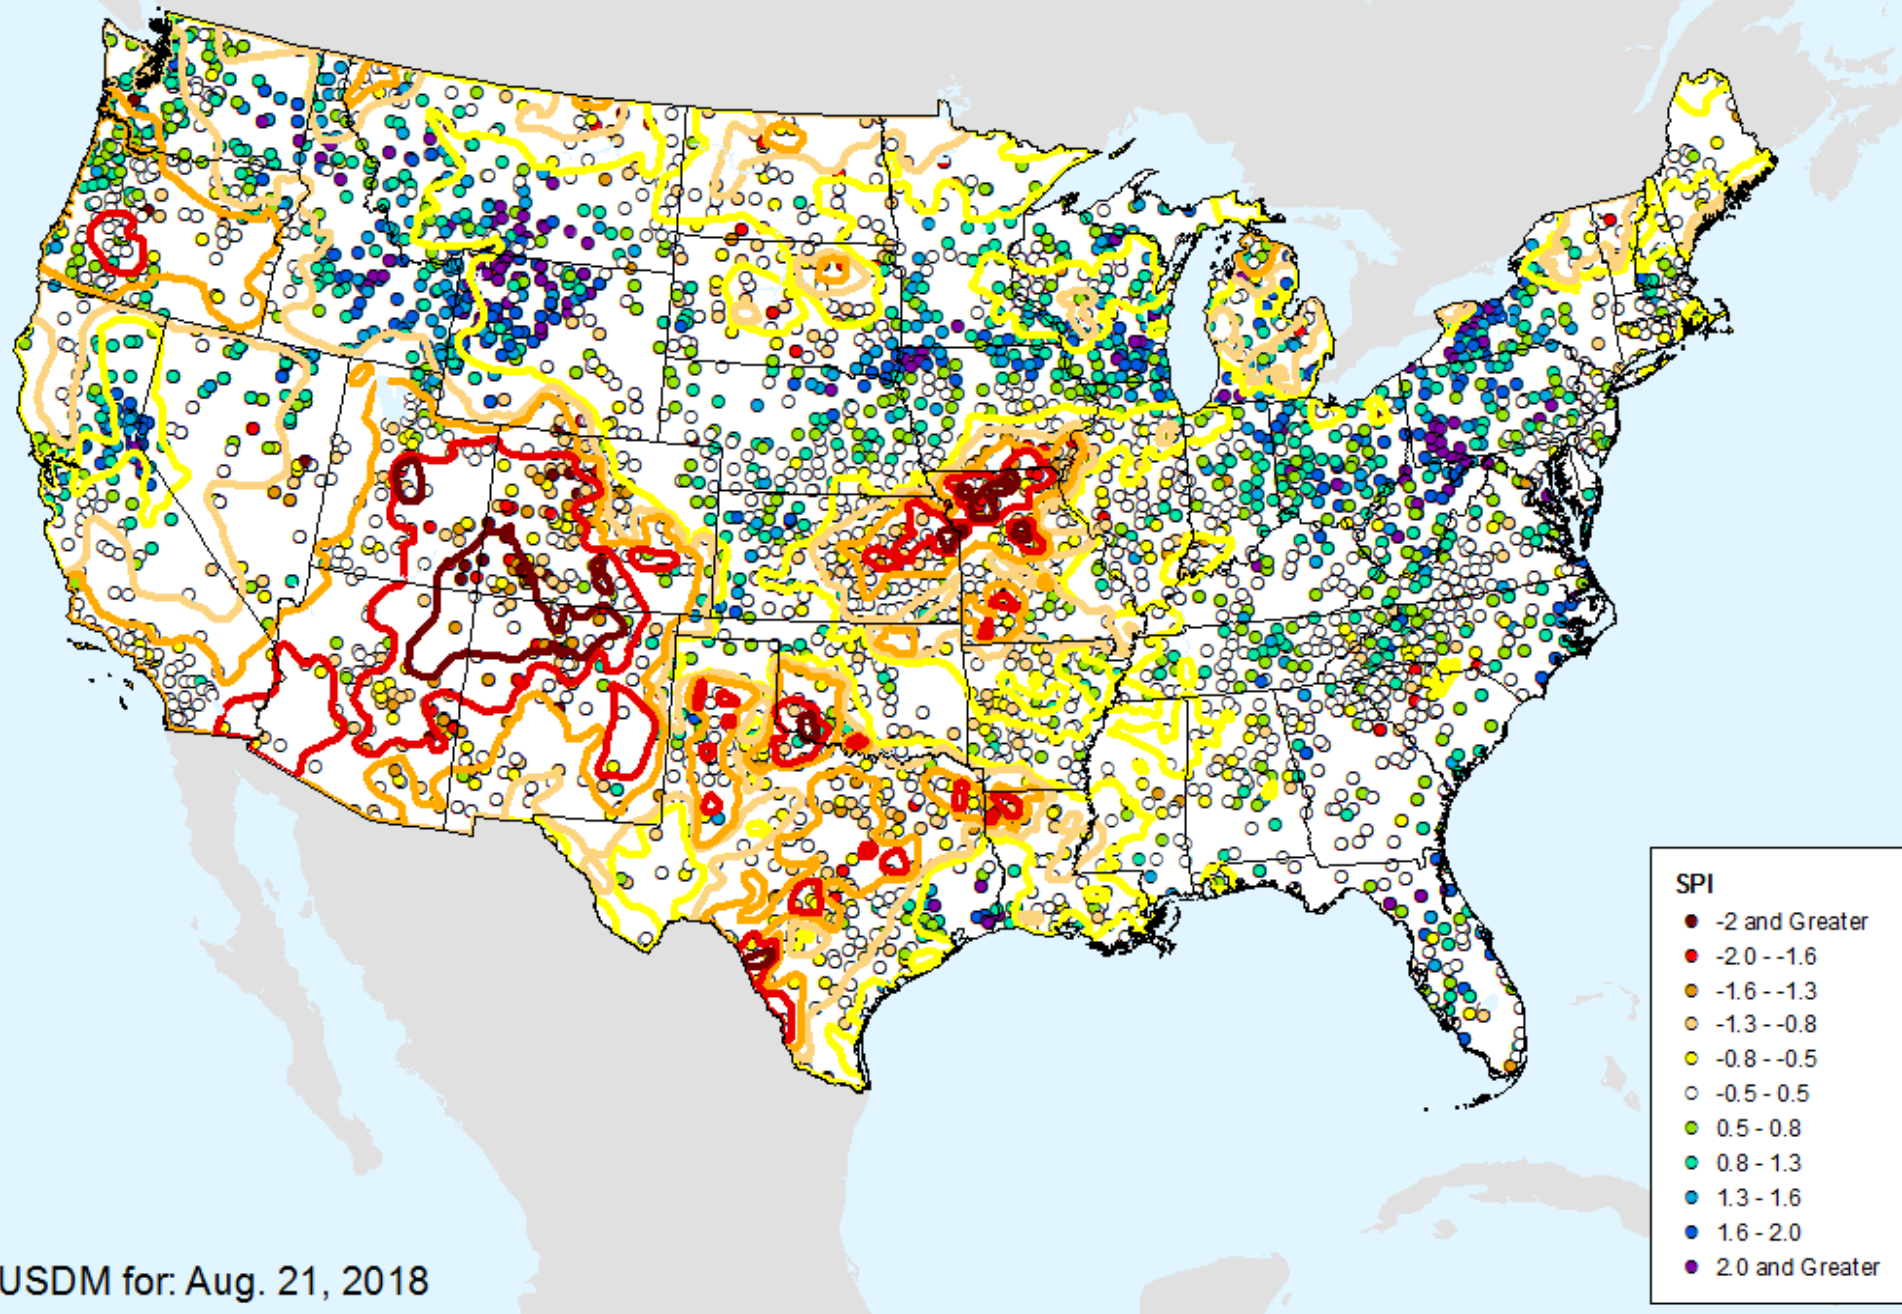 SPI
-2 and Greater
-2.0 - -1.6
-1.6 - -1.3
-1.3 - -0.8
-0.8 - -0.5
-0.5 - 0.5
0.5 - 0.8
0.8 - 1.3
1.3 - 1.6
1.6 - 2.0
2.0 and Greater
USDM for: Aug. 21, 2018